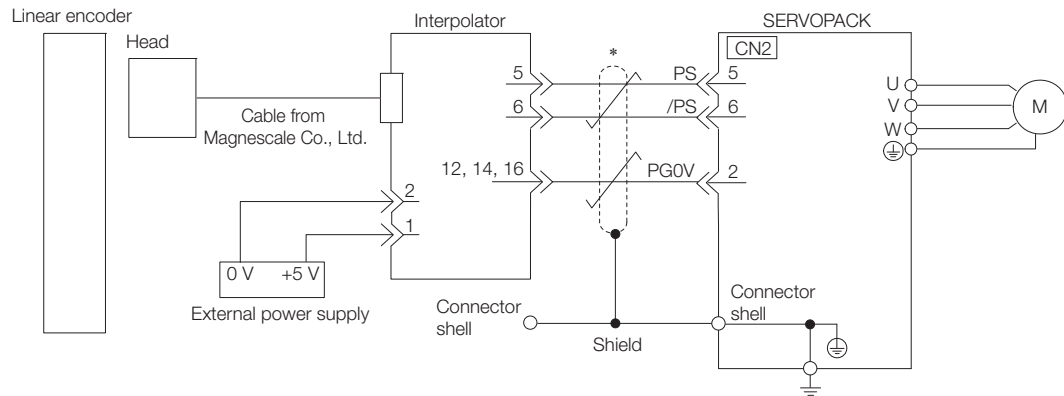 Linear encoder
Head
Interpolator
SERVOPACK
*
CN2
5
PS
5
U
6
/PS
6
V
M
Cable from
Magnescale Co., Ltd.
W
12, 14, 16
PG0V
2
2
1
0 V
+5 V
External power supply
Connector
shell
Connector
shell
Shield